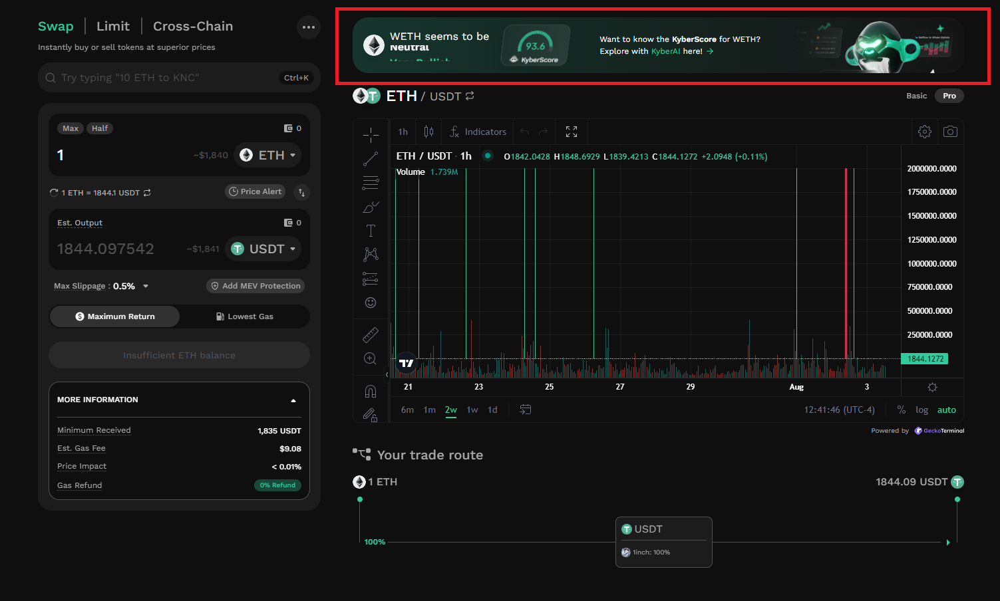 Swap | Limit | Cross-Chain
Instantly buy or sell tokens at superior prices
Try typing "10 ETH to KNC" Ctrl+K
Max Half 0
1 ~$1,840 ETH
1 ETH = 1844.1 USDT Price Alert
Est. Output 0
1844.097542 ~$1,841 USDT
Max Slippage : 0.5% Add MEV Protection
Maximum Return Lowest Gas
Insufficient ETH balance
MORE INFORMATION
Minimum Received 1,835 USDT
Est. Gas Fee $9.08
Price Impact < 0.01%
Gas Refund 0% Refund
WETH seems to be
Neutral
Very Bullish
93.6
KyberScore
Want to know the KyberScore for WETH?
Explore with KyberAI here! →
ETH / USDT Basic Pro
1h Indicators
ETH / USDT · 1h O1842.0428 H1848.6929 L1839.4213 C1844.1272 +2.0948 (+0.11%)
Volume 1.739M
2000000.0000
1750000.0000
1500000.0000
1250000.0000
1000000.0000
750000.0000
500000.0000
250000.0000
1844.1272
21 23 25 27 29 Aug 3
6m 1m 2w 1w 1d 12:41:46 (UTC-4) % log auto
Powered by GeckoTerminal
Your trade route
1 ETH 1844.09 USDT
USDT
100%
1inch: 100%